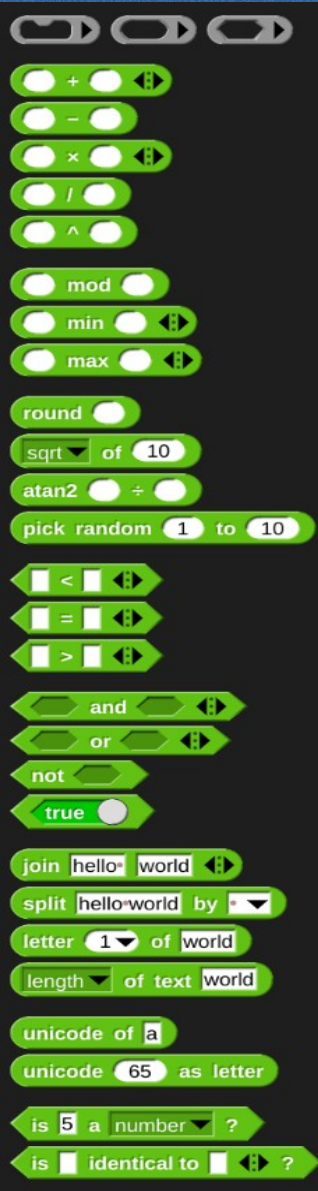 +
−
×
/
^
mod
min
max
round
sqrt of 10
atan2 ÷
pick random 1 to 10
<
=
>
and
or
not
true
join hello world
split hello world by
letter 1 of world
length of text world
unicode of a
unicode 65 as letter
is 5 a number ?
is identical to ?